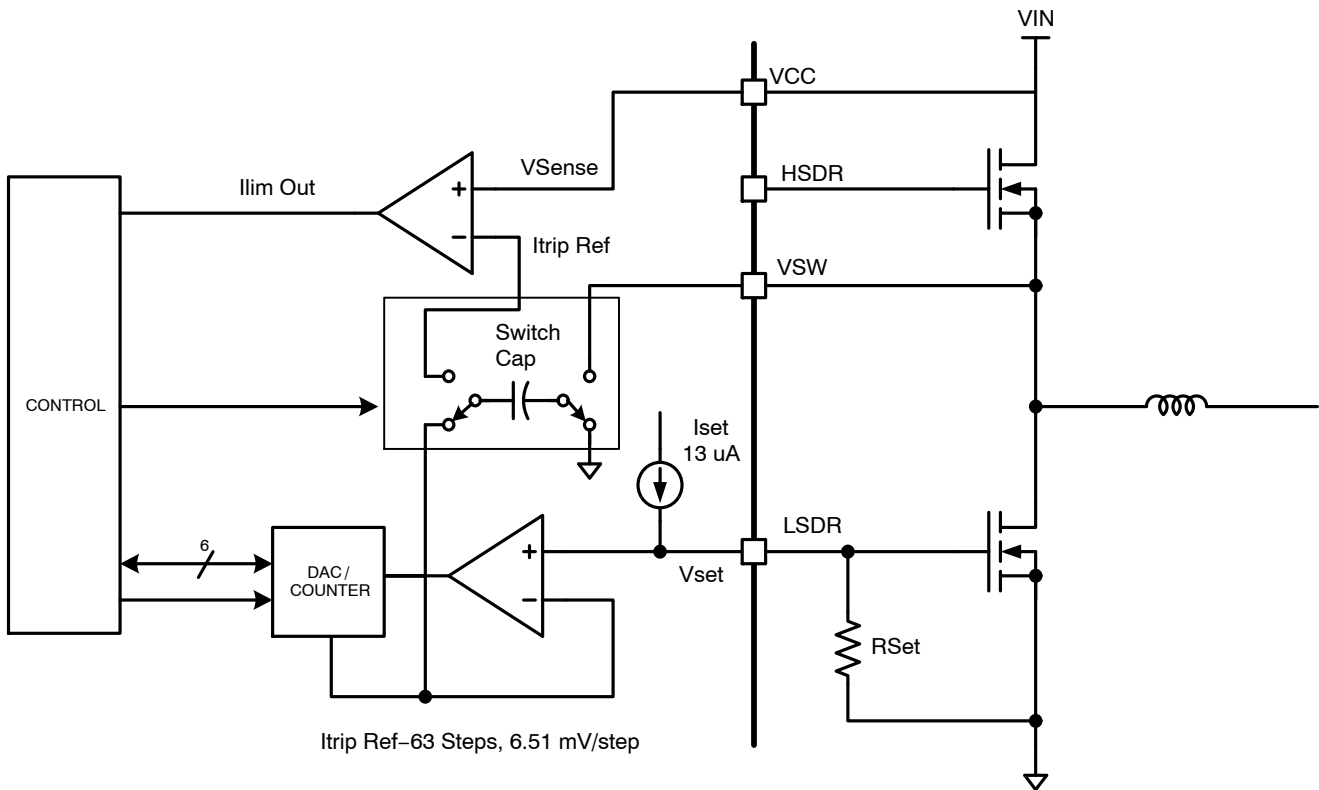 VIN
VCC
VSense
HSDR
Ilim Out
+
−
Itrip Ref
VSW
Switch
Cap
CONTROL
Iset
13 uA
LSDR
6
DAC/
COUNTER
+
−
Vset
RSet
Itrip Ref−63 Steps, 6.51 mV/step